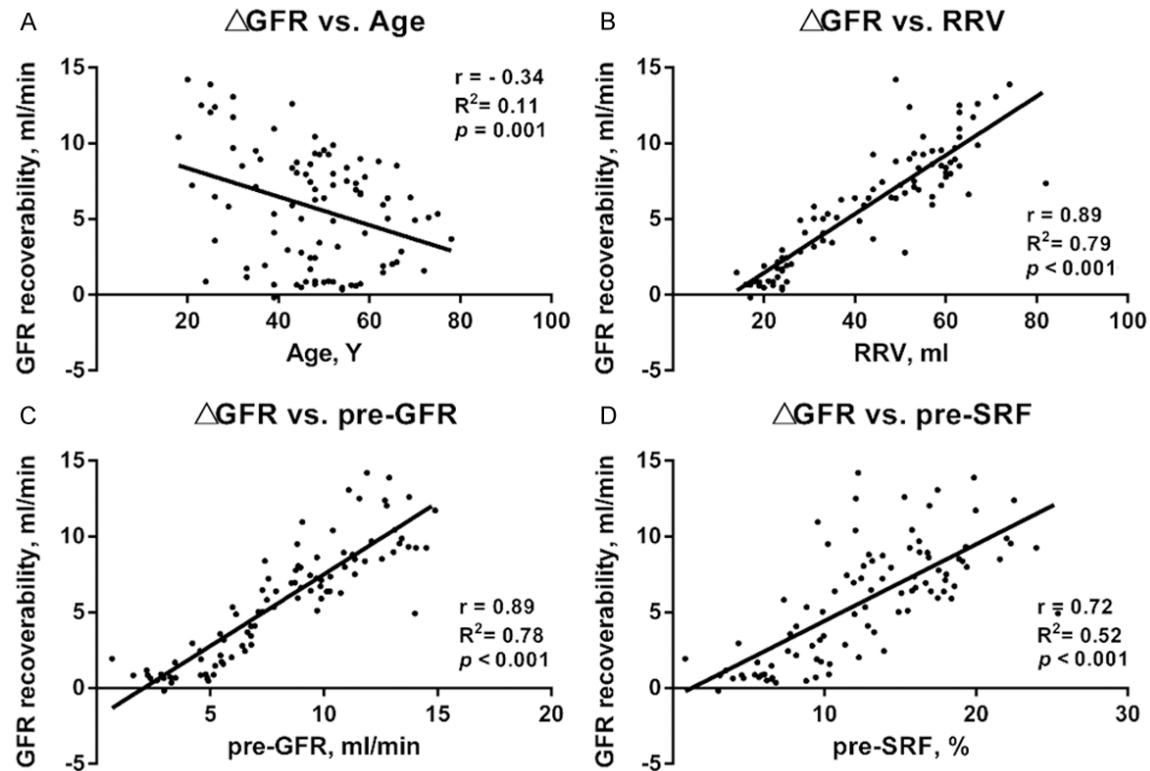 A
△GFR vs. Age
GFR recoverability, ml/min
15
10
5
0
-5
r = - 0.34
R²= 0.11
p = 0.001
20
40
60
80
100
Age, Y
B
△GFR vs. RRV
GFR recoverability, ml/min
15
10
5
0
-5
r = 0.89
R²= 0.79
p < 0.001
20
40
60
80
100
RRV, ml
C
△GFR vs. pre-GFR
GFR recoverability, ml/min
15
10
5
0
-5
r = 0.89
R²= 0.78
p < 0.001
5
10
15
20
pre-GFR, ml/min
D
△GFR vs. pre-SRF
GFR recoverability, ml/min
15
10
5
0
-5
r = 0.72
R²= 0.52
p < 0.001
10
20
30
pre-SRF, %